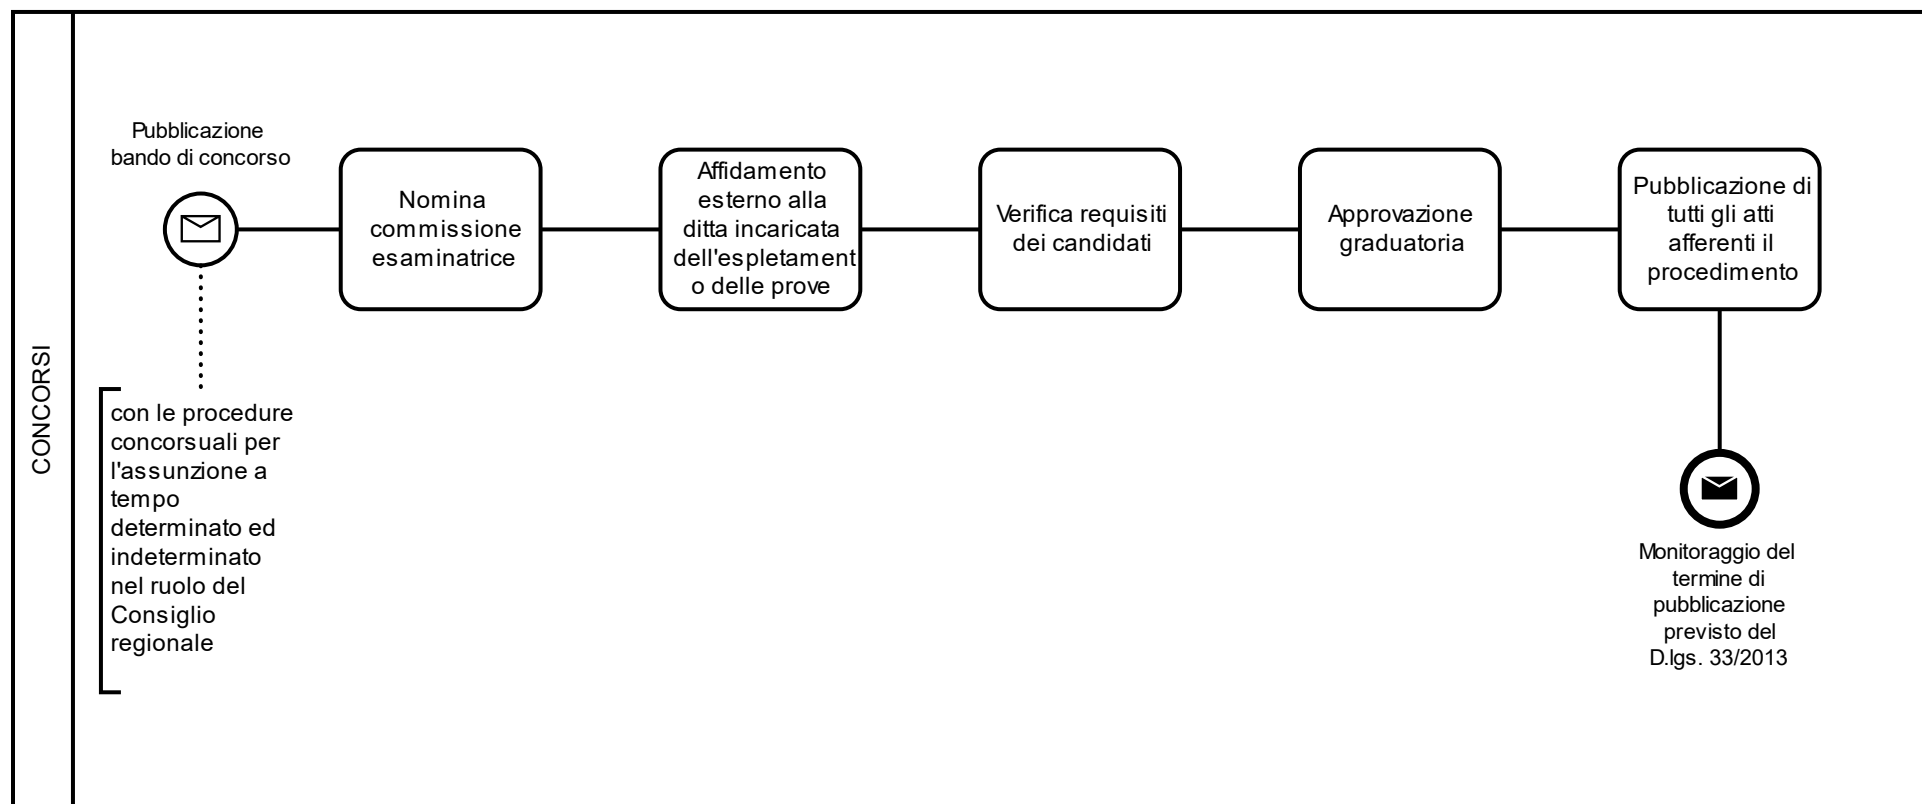 CONCORSI
Pubblicazione
bando di concorso
Nomina
commissione
esaminatrice
Affidamento
esterno alla
ditta incaricata
dell'espletament
o delle prove
Verifica requisiti
dei candidati
Approvazione
graduatoria
Pubblicazione di
tutti gli atti
afferenti il
procedimento
con le procedure
concorsuali per
l'assunzione a
tempo
determinato ed
indeterminato
nel ruolo del
Consiglio
regionale
Monitoraggio del
termine di
pubblicazione
previsto del
D.lgs. 33/2013